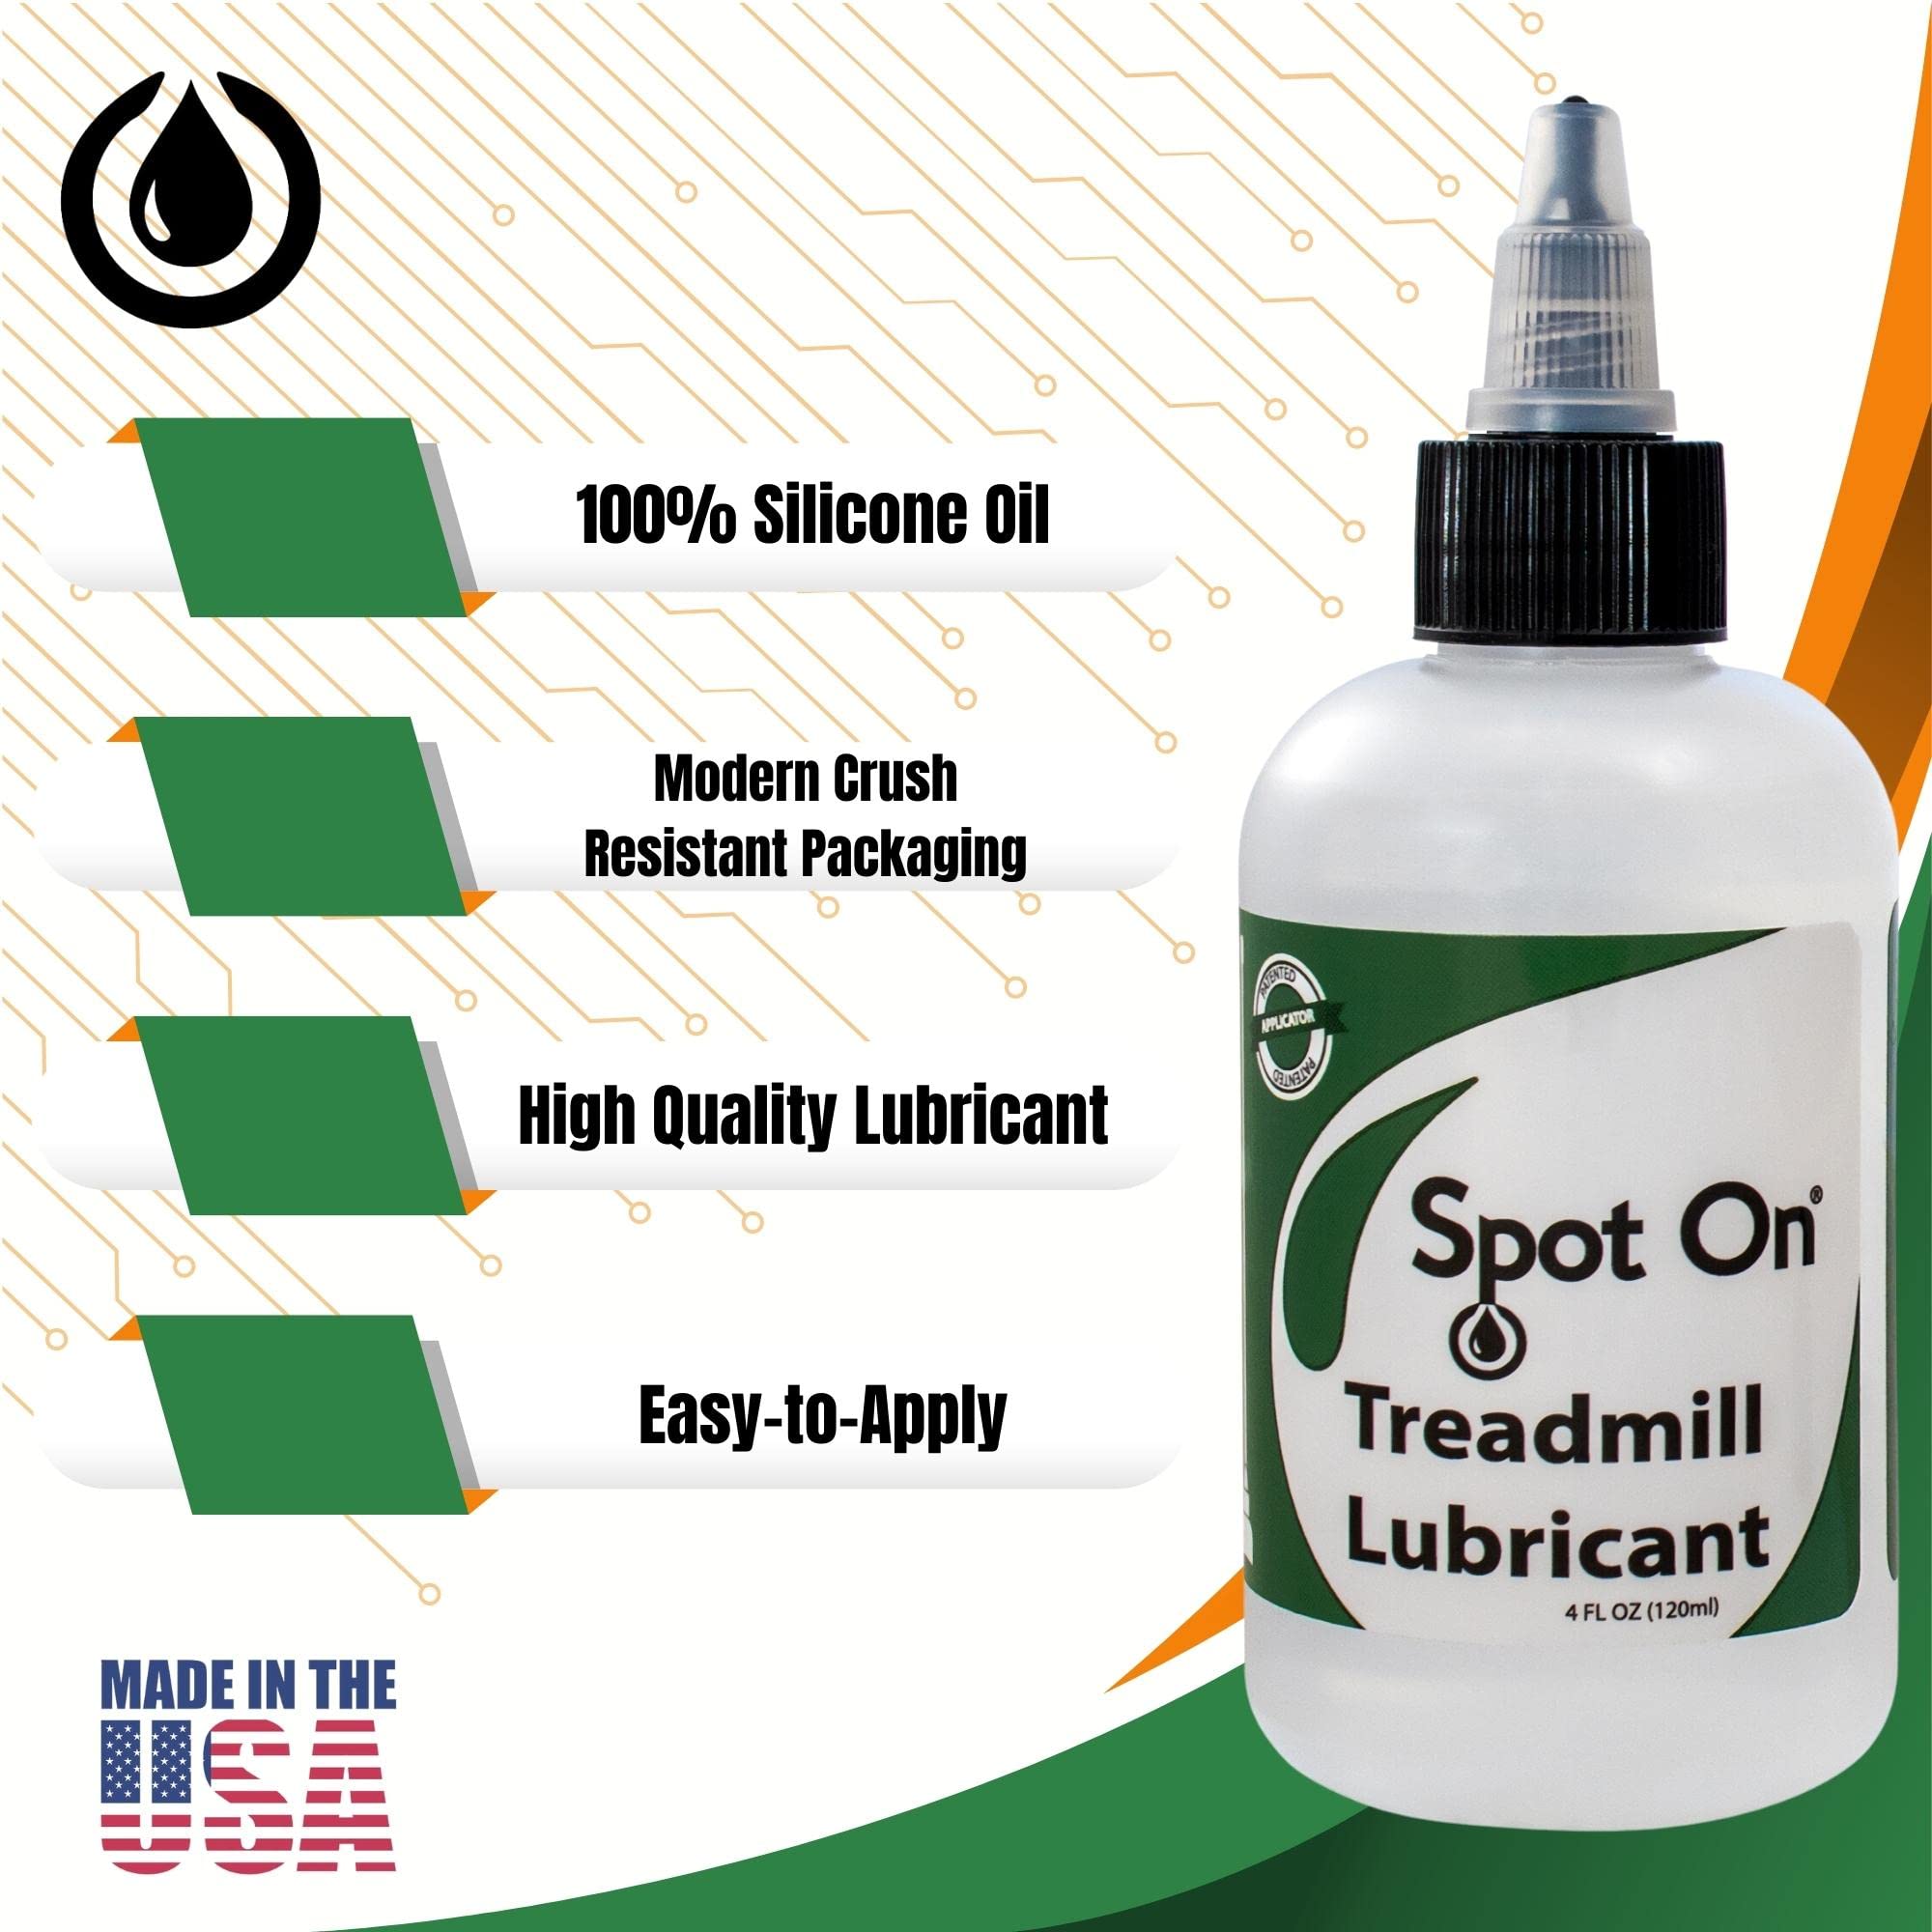 100% Silicone Oil
Modern Crush
Resistant Packaging
High Quality Lubricant
Easy-to-Apply
MADE IN THE
USA
PATENTED
APPLICATOR
PATENTED
Spot On®
Treadmill
Lubricant
4 FL OZ (120ml)